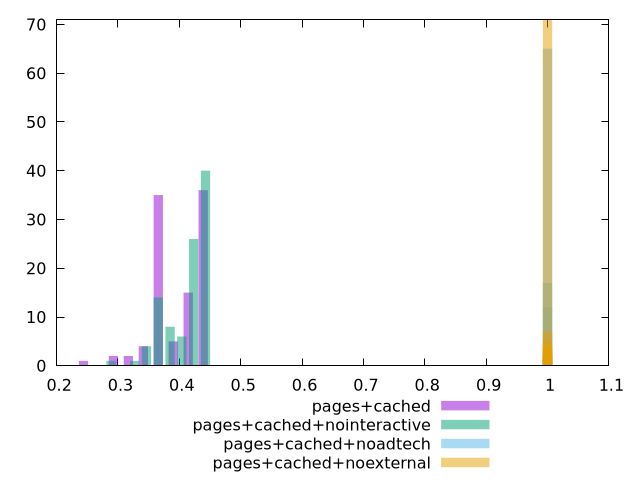 70
60
50
40
30
20
10
0
0.2 0.3 0.4 0.5 0.6 0.7 0.8 0.9 1 1.1
pages+cached
pages+cached+nointeractive
pages+cached+noadtech
pages+cached+noexternal